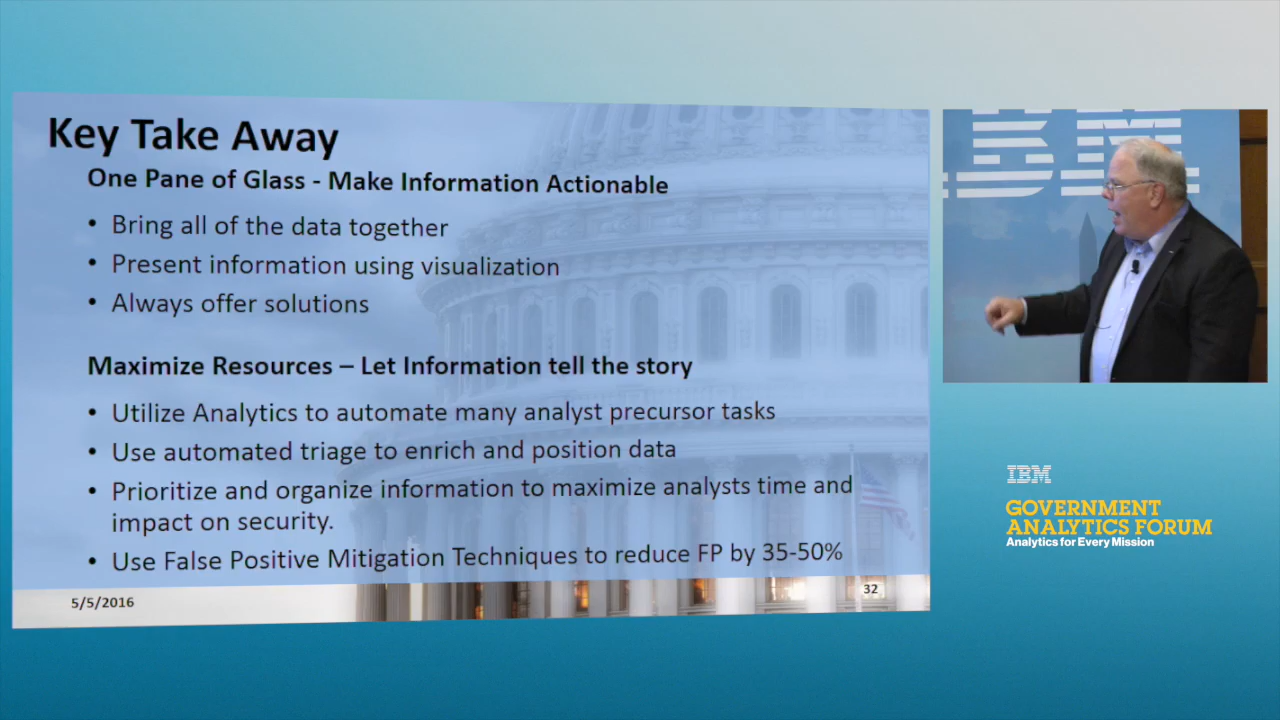 Key Take Away
One Pane of Glass - Make Information Actionable
• Bring all of the data together
• Present information using visualization
• Always offer solutions
Maximize Resources – Let Information tell the story
• Utilize Analytics to automate many analyst precursor tasks
• Use automated triage to enrich and position data
• Prioritize and organize information to maximize analysts time and
impact on security.
• Use False Positive Mitigation Techniques to reduce FP by 35-50%
5/5/2016
32
IBM
IBM
GOVERNMENT
ANALYTICS FORUM
Analytics for Every Mission